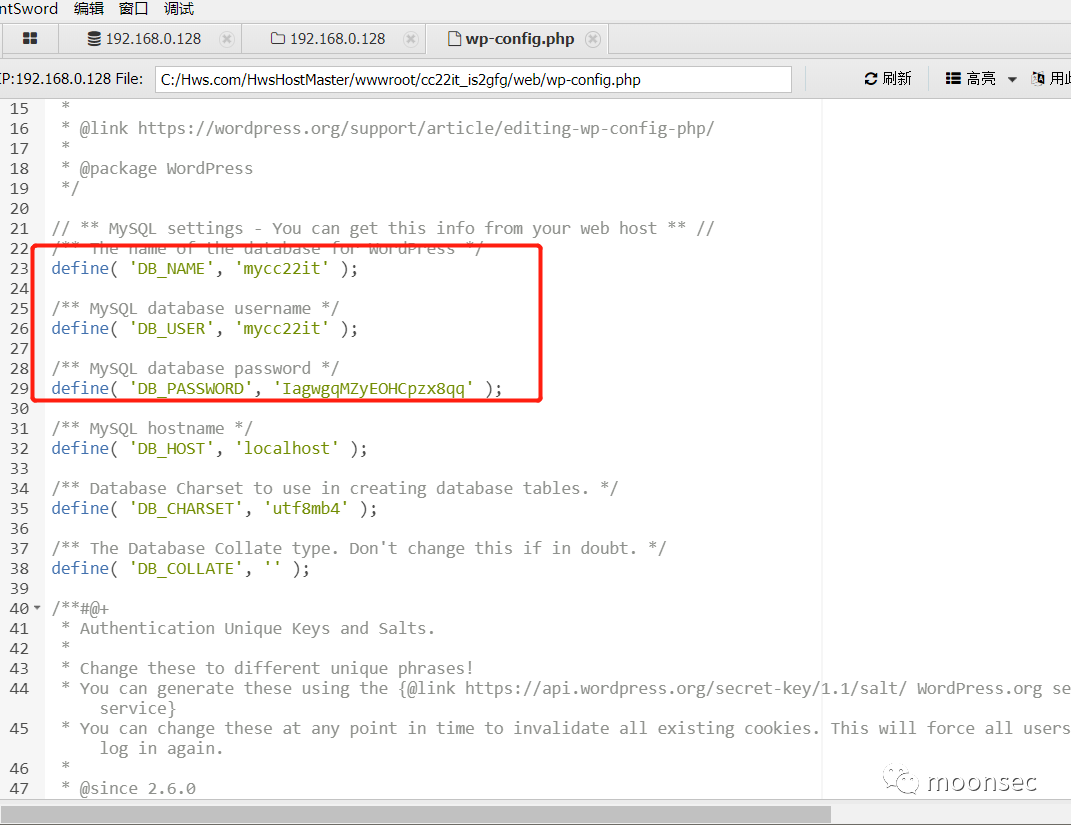 ntSword 编辑 窗口 调试
192.168.0.128 192.168.0.128 wp-config.php
IP:192.168.0.128 File: C:/Hws.com/HwsHostMaster/wwwroot/cc22it_is2gfg/web/wp-config.php 刷新 高亮 用此
15 *
16 * @link https://wordpress.org/support/article/editing-wp-config-php/
17 *
18 * @package WordPress
19 */
20
21 // ** MySQL settings - You can get this info from your web host ** //
22 /** The name of the database for WordPress */
23 define( 'DB_NAME', 'mycc22it' );
24
25 /** MySQL database username */
26 define( 'DB_USER', 'mycc22it' );
27
28 /** MySQL database password */
29 define( 'DB_PASSWORD', 'IagwgqMZyEOHCpzx8qq' );
30
31 /** MySQL hostname */
32 define( 'DB_HOST', 'localhost' );
33
34 /** Database Charset to use in creating database tables. */
35 define( 'DB_CHARSET', 'utf8mb4' );
36
37 /** The Database Collate type. Don't change this if in doubt. */
38 define( 'DB_COLLATE', '' );
39
40 /**#@+
41 * Authentication Unique Keys and Salts.
42 *
43 * Change these to different unique phrases!
44 * You can generate these using the {@link https://api.wordpress.org/secret-key/1.1/salt/ WordPress.org se
service}
45 * You can change these at any point in time to invalidate all existing cookies. This will force all users
log in again.
46 *
47 * @since 2.6.0
moonsec